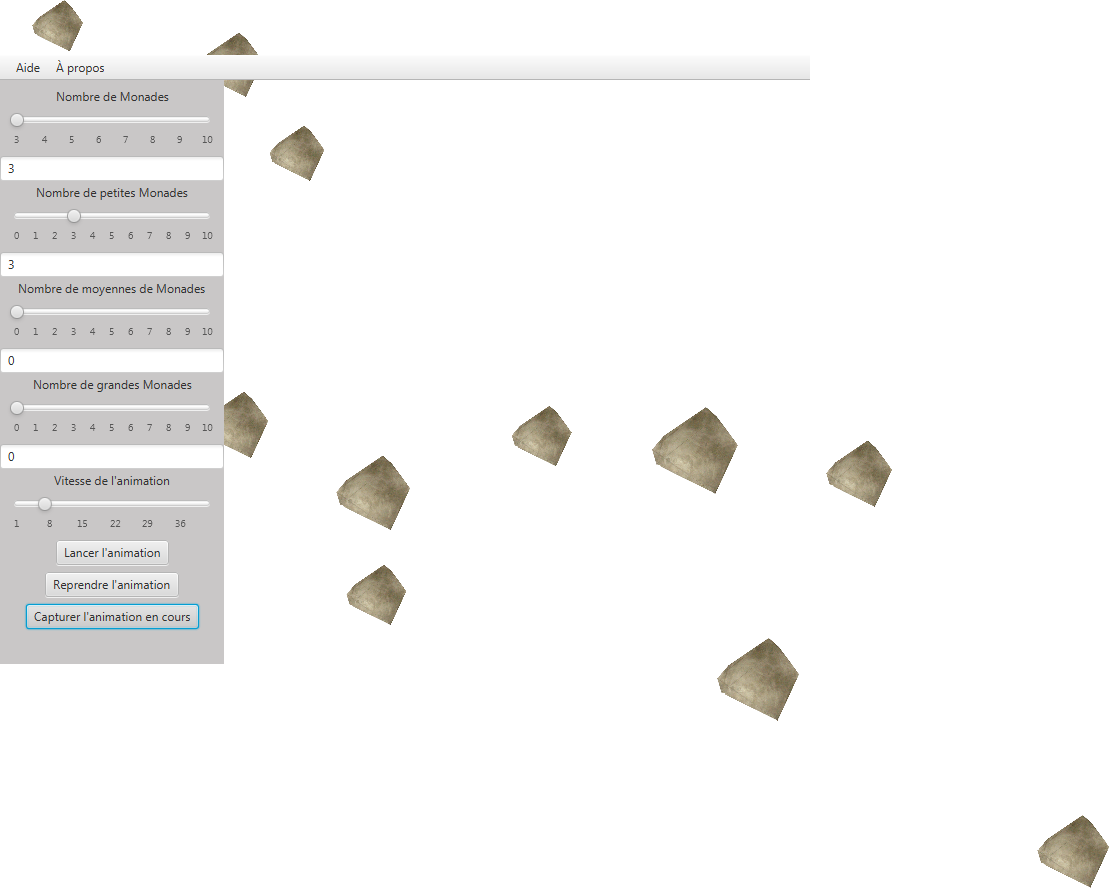 Aide À propos
Nombre de Monades
3 4 5 6 7 8 9 10
3
Nombre de petites Monades
0 1 2 3 4 5 6 7 8 9 10
3
Nombre de moyennes de Monades
0 1 2 3 4 5 6 7 8 9 10
0
Nombre de grandes Monades
0 1 2 3 4 5 6 7 8 9 10
0
Vitesse de l'animation
1 8 15 22 29 36
Lancer l'animation
Reprendre l'animation
Capturer l'animation en cours